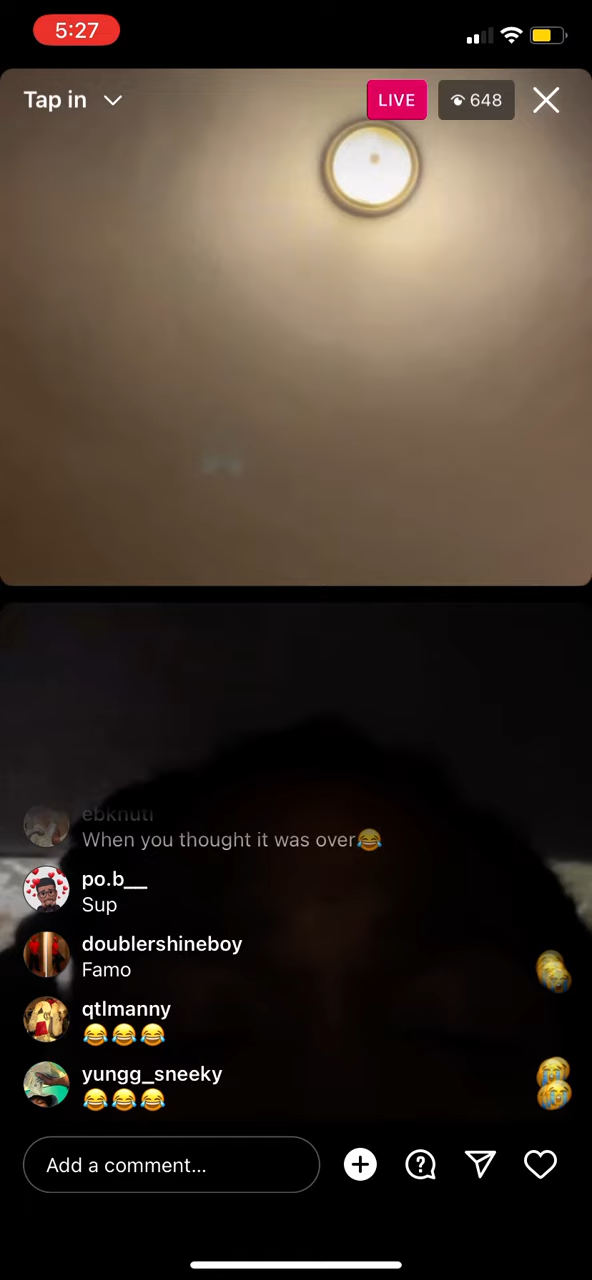 5:27
Tap in
LIVE
648
ebknuti
When you thought it was over😂
po.b__
Sup
doublershineboy
Famo
qtlmanny
😂😂😂
yungg_sneeky
😂😂😂
Add a comment...